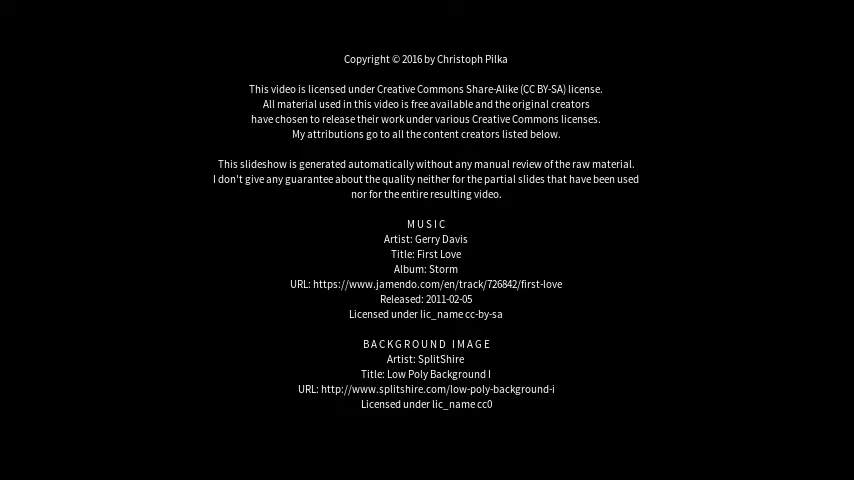 Copyright © 2016 by Christoph Pilka
This video is licensed under Creative Commons Share-Alike (CC BY-SA) license.
All material used in this video is free available and the original creators
have chosen to release their work under various Creative Commons licenses.
My attributions go to all the content creators listed below.
This slideshow is generated automatically without any manual review of the raw material.
I don't give any guarantee about the quality neither for the partial slides that have been used
nor for the entire resulting video.
MUSIC
Artist: Gerry Davis
Title: First Love
Album: Storm
URL: https://www.jamendo.com/en/track/726842/first-love
Released: 2011-02-05
Licensed under lic_name cc-by-sa
BACKGROUND IMAGE
Artist: SplitShire
Title: Low Poly Background I
URL: http://www.splitshire.com/low-poly-background-i
Licensed under lic_name cc0